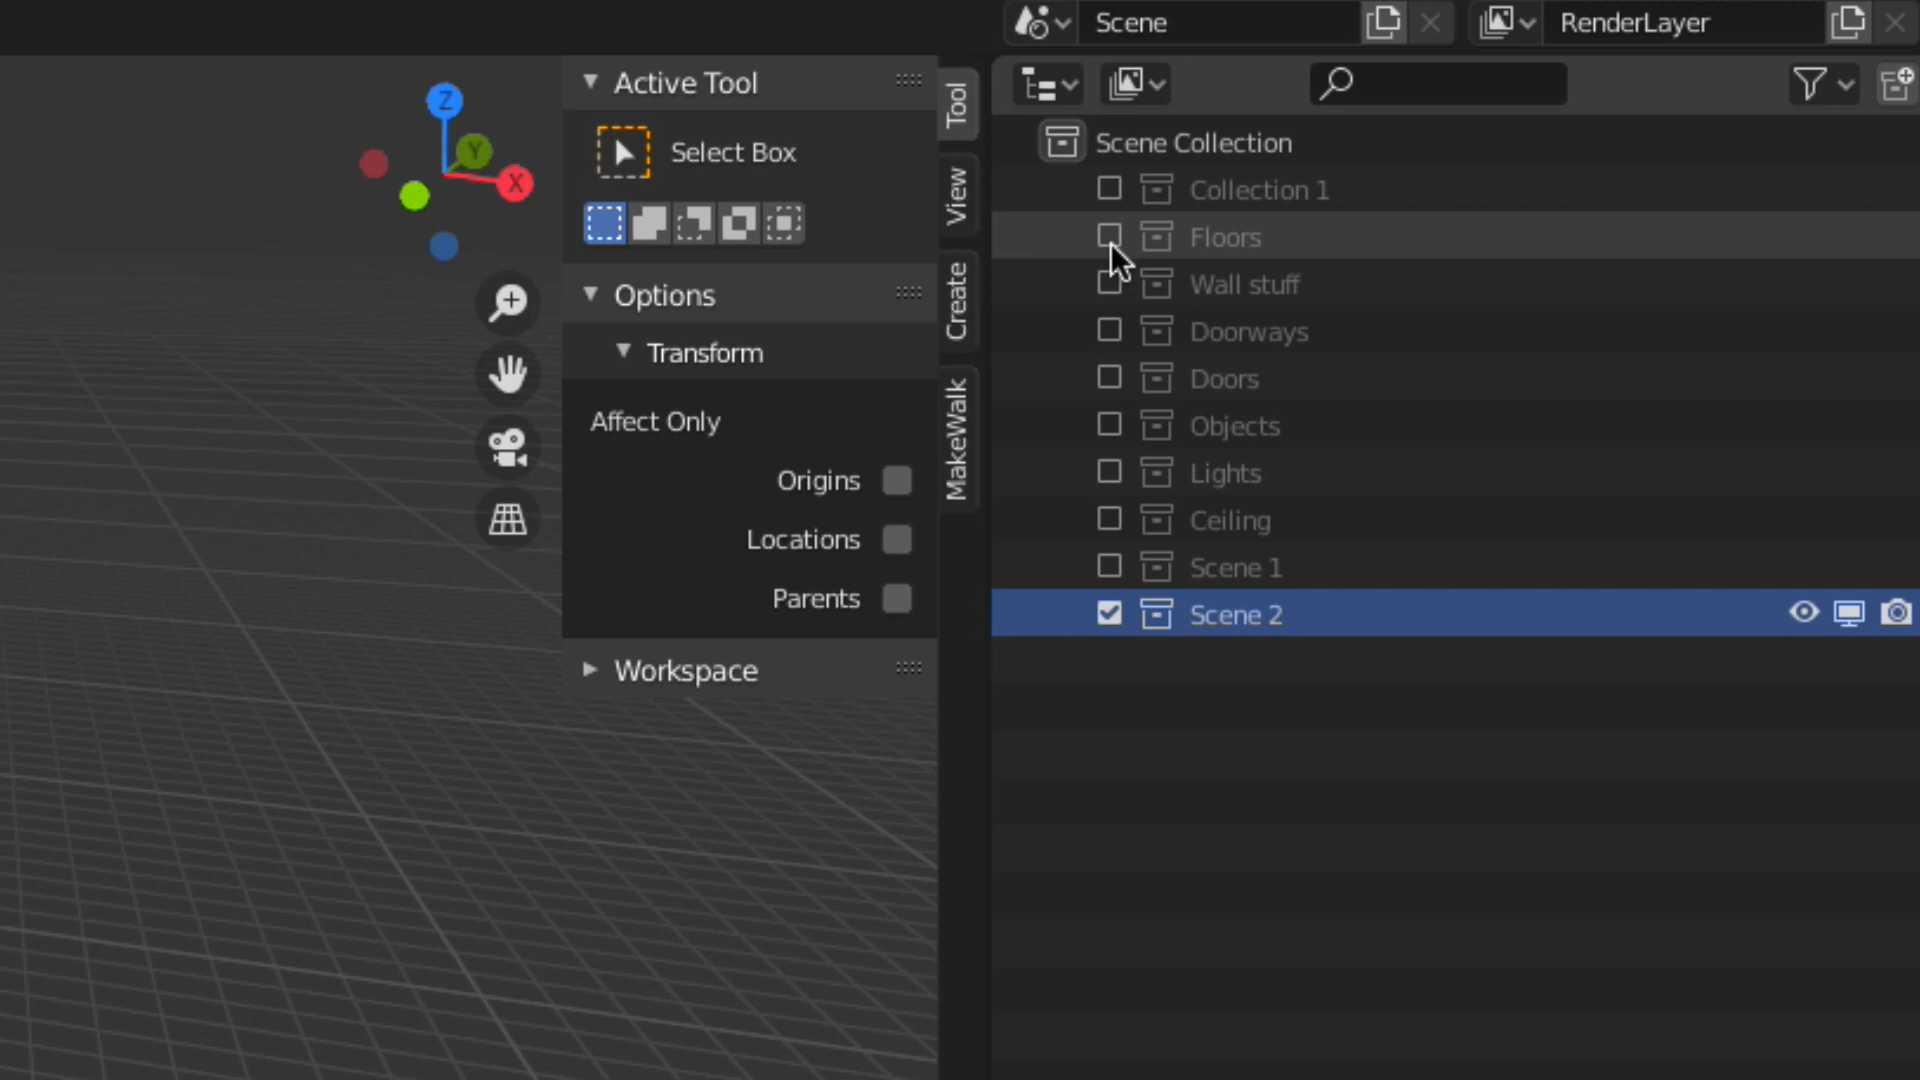 Scene
RenderLayer
Z
Y
X
Active Tool
Select Box
Options
Transform
Affect Only
Origins
Locations
Parents
Workspace
Tool
View
Create
MakeWalk
Scene Collection
Collection 1
Floors
Wall stuff
Doorways
Doors
Objects
Lights
Ceiling
Scene 1
Scene 2